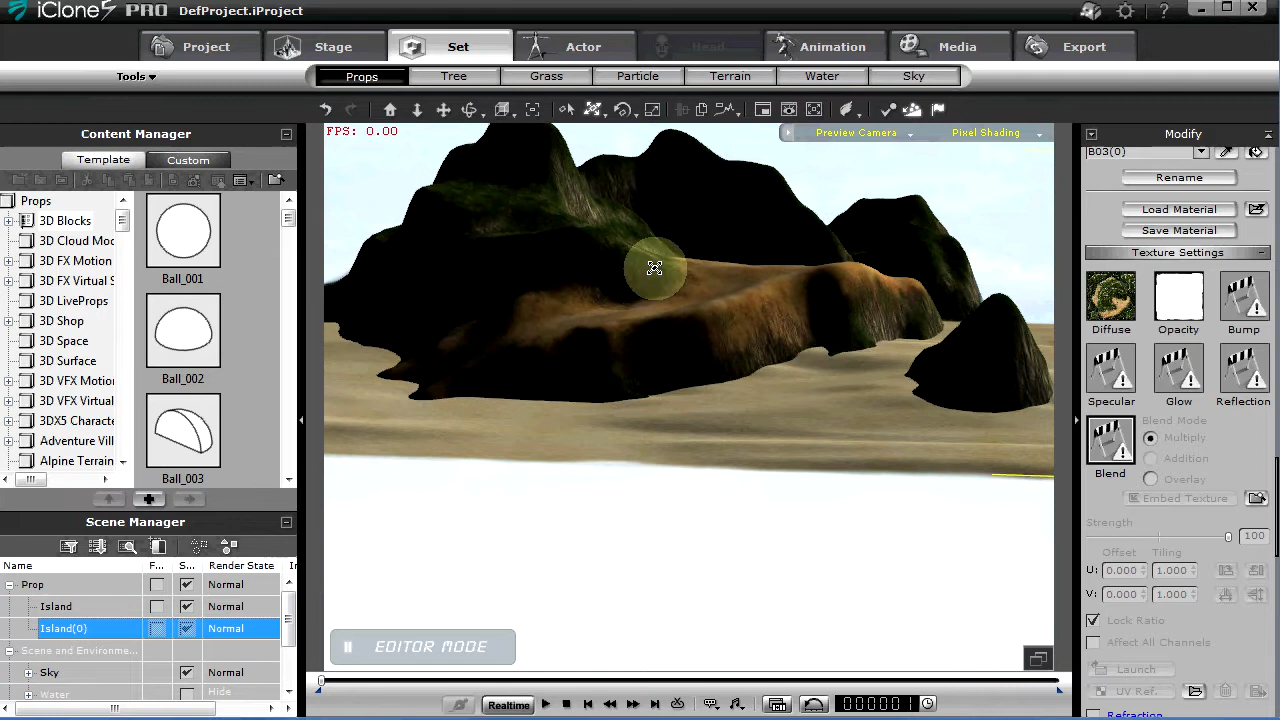 iClone5 PRO DefProject.iProject
Project Stage Set Actor Head Animation Media Export
Tools Props Tree Grass Particle Terrain Water Sky
Content Manager
Template Custom
Props
3D Blocks
3D Cloud Moc
3D FX Motion
3D FX Virtual
3D LiveProps
3D Shop
3D Space
3D Surface
3D VFX Motion
3D VFX Virtual
3DX5 Characte
Adventure Vill
Alpine Terrain
Ball_001
Ball_002
Ball_003
Scene Manager
Name F... S... Render State
Prop Normal
Island Normal
Island(0) Normal
Scene and Environme...
Sky Normal
Water Hide
FPS: 0.00
Preview Camera Pixel Shading
EDITOR MODE
Realtime
000001
Modify
B03(0)
Rename
Load Material
Save Material
Texture Settings
Diffuse Opacity Bump
Specular Glow Reflection
Blend
Blend Mode
Multiply
Addition
Overlay
Embed Texture
Strength
100
Offset Tiling
U: 0.000 1.000
V: 0.000 1.000
Lock Ratio
Affect All Channels
Launch
UV Ref.
Refraction